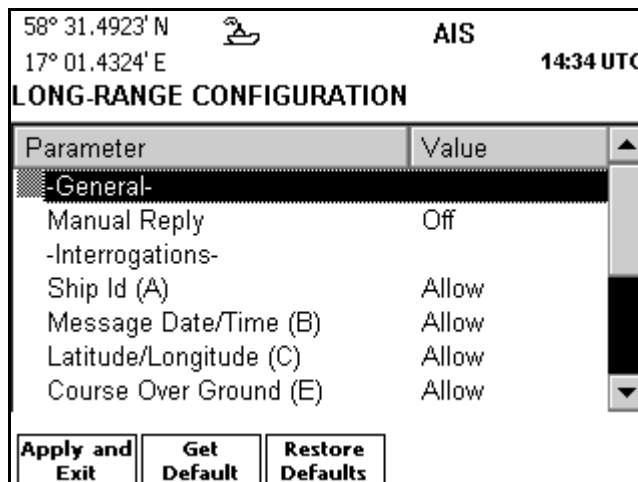 58° 31.4923' N AIS
17° 01.4324' E 14:34 UTC
LONG-RANGE CONFIGURATION
Parameter Value
-General-
Manual Reply Off
-Interrogations-
Ship Id (A) Allow
Message Date/Time (B) Allow
Latitude/Longitude (C) Allow
Course Over Ground (E) Allow
Apply and Exit Get Default Restore Defaults